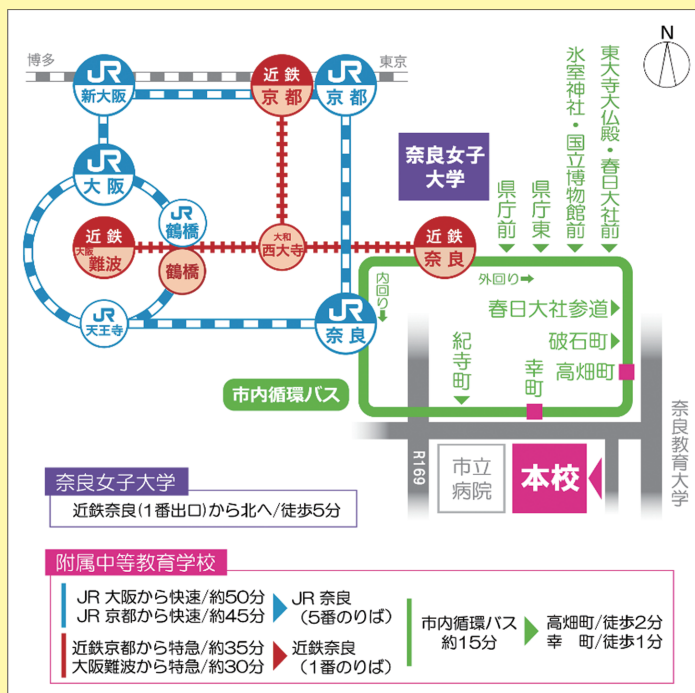 博多
東京
N
JR
新大阪
近鉄
京都
JR
京都
奈良女子
大学
県庁前
県庁東
氷室神社・国立博物館前
東大寺大仏殿・春日大社前
JR
大阪
JR
鶴橋
近鉄
大阪
難波
鶴橋
大和
西大寺
近鉄
奈良
JR
天王寺
JR
奈良
内回り
外回り
春日大社参道
破石町
高畑町
紀寺町
幸町
市内循環バス
R169
市立
病院
本校
奈良教育大学
奈良女子大学
近鉄奈良(1番出口)から北へ/徒歩5分
附属中等教育学校
JR 大阪から快速/約50分
JR 京都から快速/約45分
JR 奈良
(5番のりば)
近鉄京都から特急/約35分
大阪難波から特急/約30分
近鉄奈良
(1番のりば)
市内循環バス
約15分
高畑町/徒歩2分
幸 町/徒歩1分